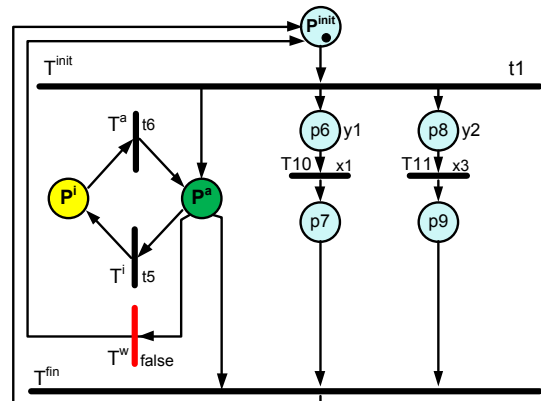 P^init
T^init t1
T^a t6
p6 y1
p8 y2
T10 x1
T11 x3
P^i
P^a
p7
p9
T^i t5
T^w false
T^fin